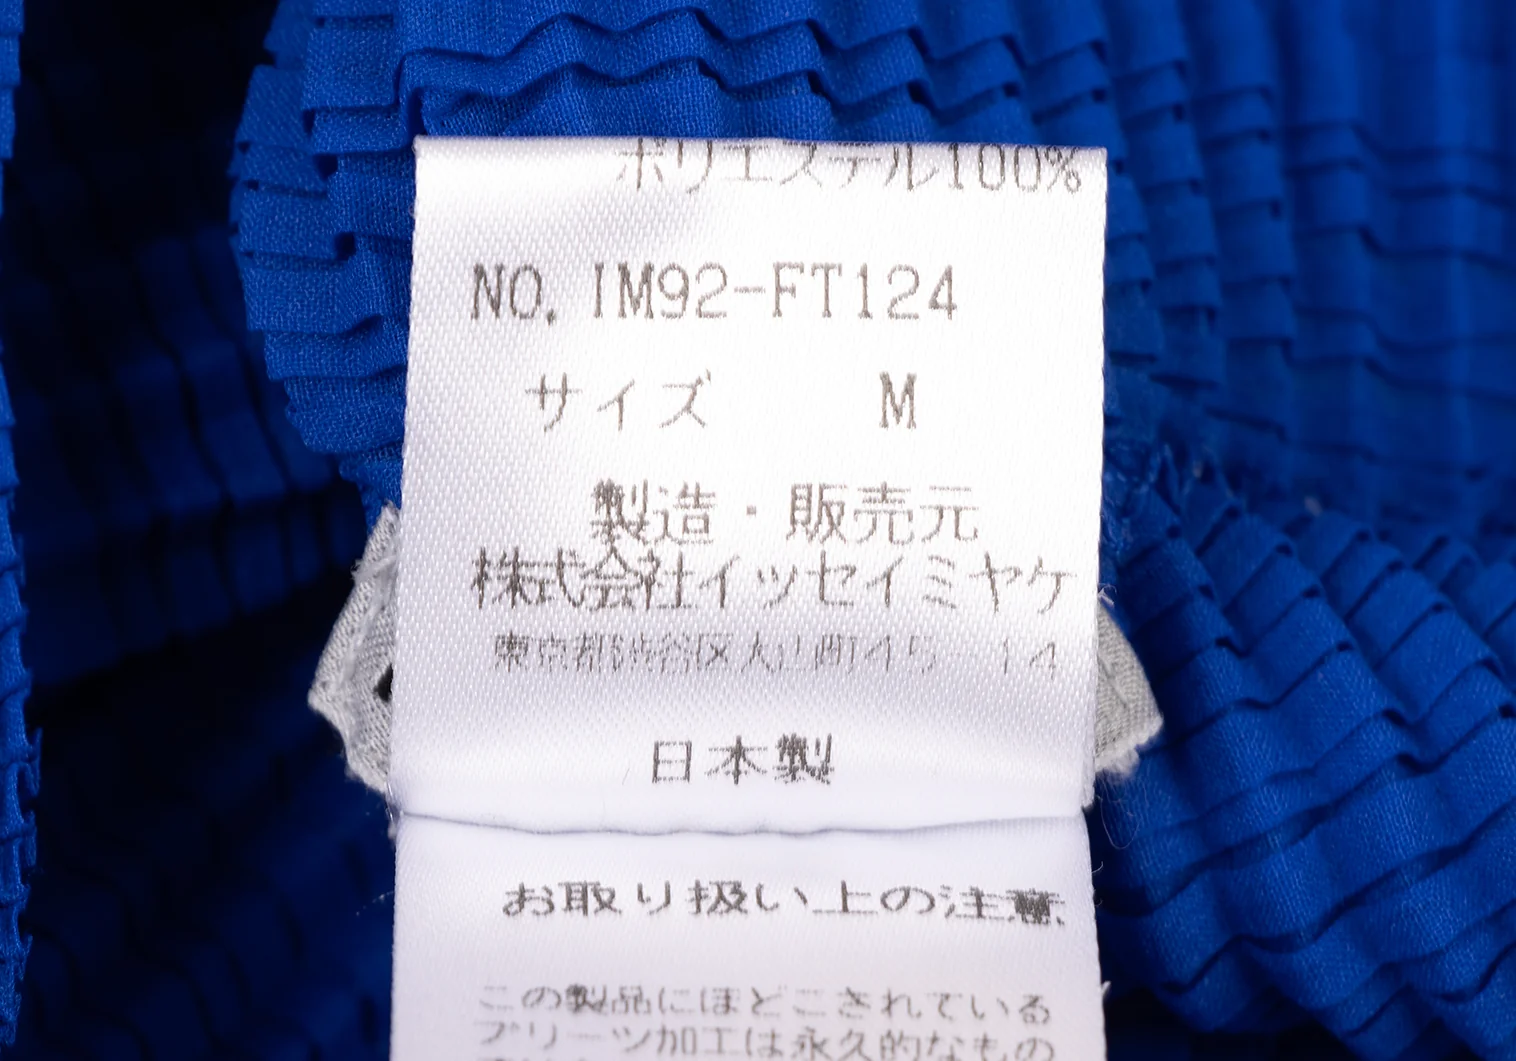 ポリエステル100%
NO. IM92-FT124
サイズ M
製造・販売元
株式会社イッセイミヤケ
東京都渋谷区大山町45-14
日本製
お取り扱い上の注意
この製品にほどこされている
プリーツ加工は永久的なもの